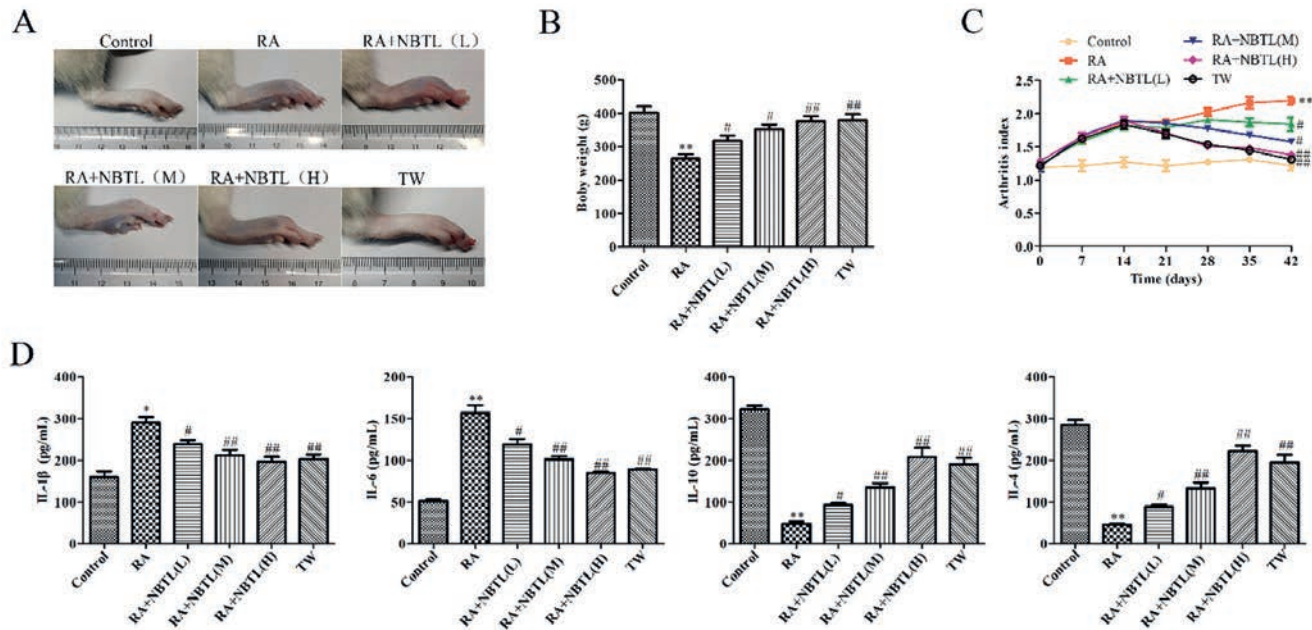 A
Control
RA
RA+NBTL (L)
RA+NBTL (M)
RA+NBTL (H)
TW
B
Boby weight (g)
500
400
300
200
100
0
**
#
#
##
##
Control
RA
RA+NBTL(L)
RA+NBTL(M)
RA+NBTL(H)
TW
C
Control
RA
RA+NBTL(L)
RA+NBTL(M)
RA+NBTL(H)
TW
Arthritis index
2.5
2.0
1.5
1.0
0.5
0.0
**
#
#
##
##
0 7 14 21 28 35 42
Time (days)
D
IL-1β (pg/mL)
400
300
200
100
0
*
#
##
##
##
Control
RA
RA+NBTL(L)
RA+NBTL(M)
RA+NBTL(H)
TW
IL-6 (pg/mL)
200
150
100
50
0
**
#
##
##
##
Control
RA
RA+NBTL(L)
RA+NBTL(M)
RA+NBTL(H)
TW
IL-10 (pg/mL)
400
300
200
100
0
**
#
##
##
##
Control
RA
RA+NBTL(L)
RA+NBTL(M)
RA+NBTL(H)
TW
IL-4 (pg/mL)
400
300
200
100
0
**
#
##
##
##
Control
RA
RA+NBTL(L)
RA+NBTL(M)
RA+NBTL(H)
TW